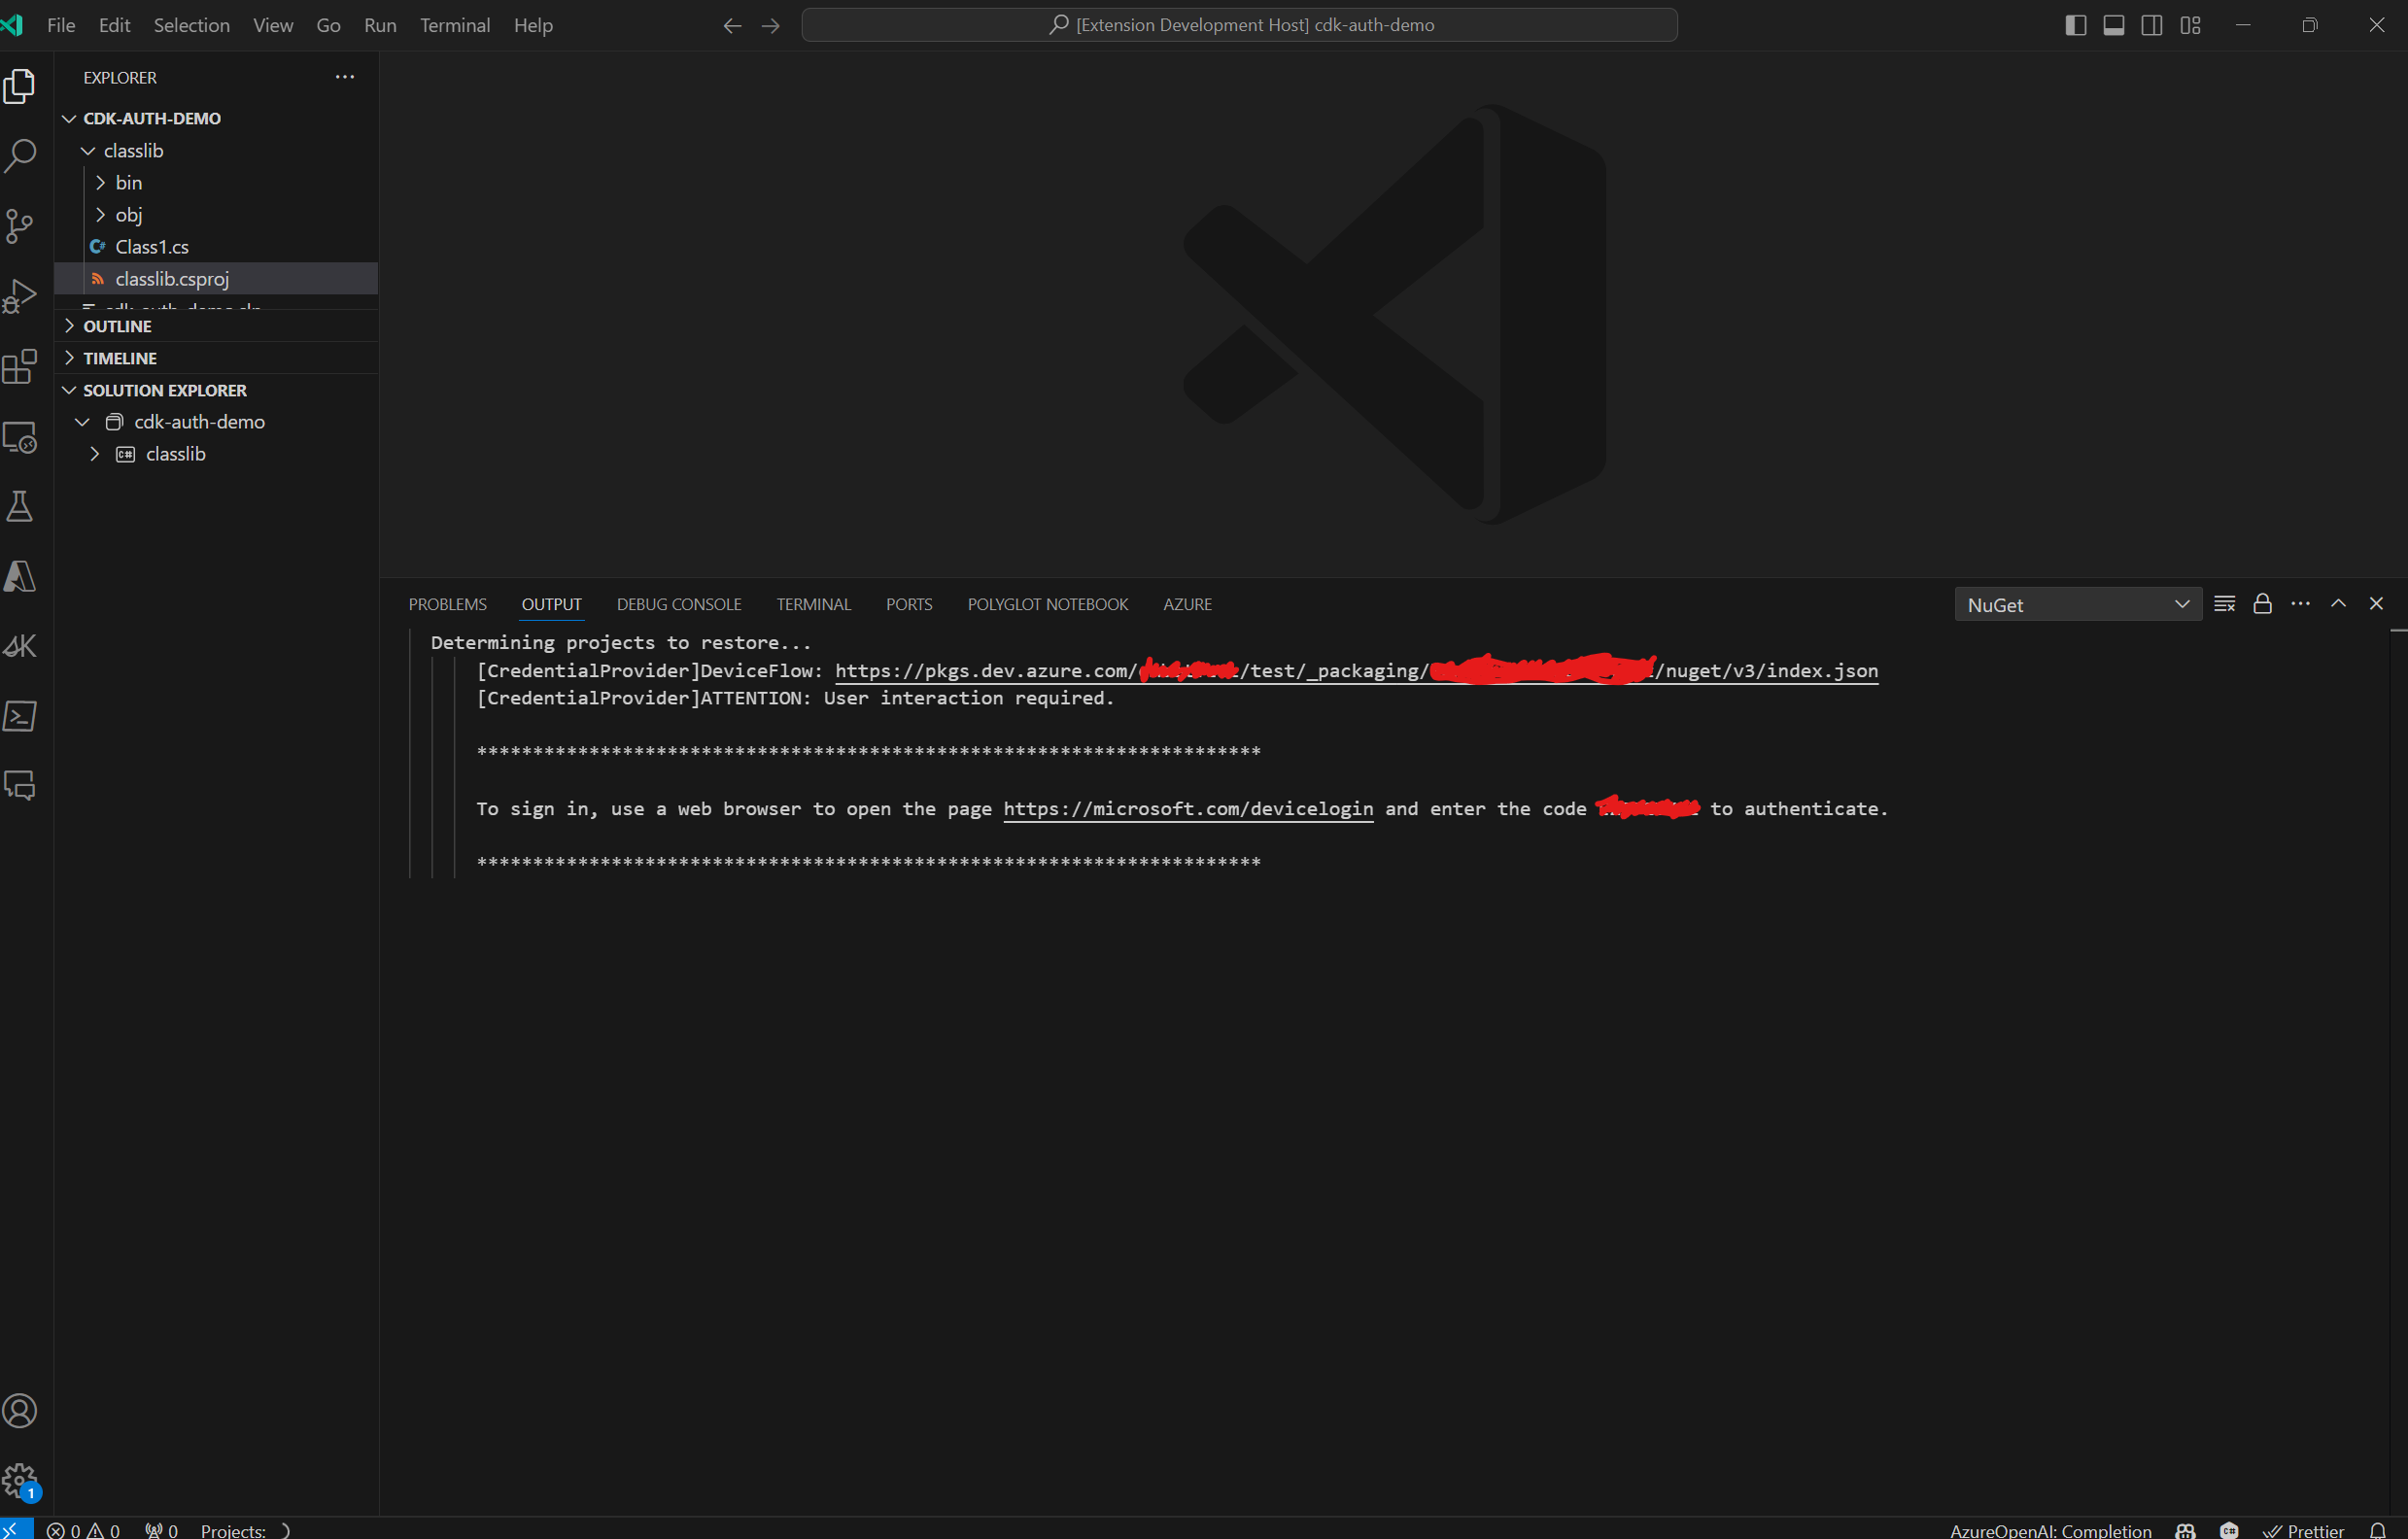 File Edit Selection View Go Run Terminal Help
[Extension Development Host] cdk-auth-demo
EXPLORER
CDK-AUTH-DEMO
classlib
bin
obj
C# Class1.cs
classlib.csproj
OUTLINE
TIMELINE
SOLUTION EXPLORER
cdk-auth-demo
C# classlib
PROBLEMS OUTPUT DEBUG CONSOLE TERMINAL PORTS POLYGLOT NOTEBOOK AZURE
NuGet
Determining projects to restore...
[CredentialProvider]DeviceFlow: https://pkgs.dev.azure.com/ /test/_packaging/ /nuget/v3/index.json
[CredentialProvider]ATTENTION: User interaction required.
**********************************************************************
To sign in, use a web browser to open the page https://microsoft.com/devicelogin and enter the code to authenticate.
**********************************************************************
1
0 0 0 Projects:
AzureOpenAI: Completion C# Prettier